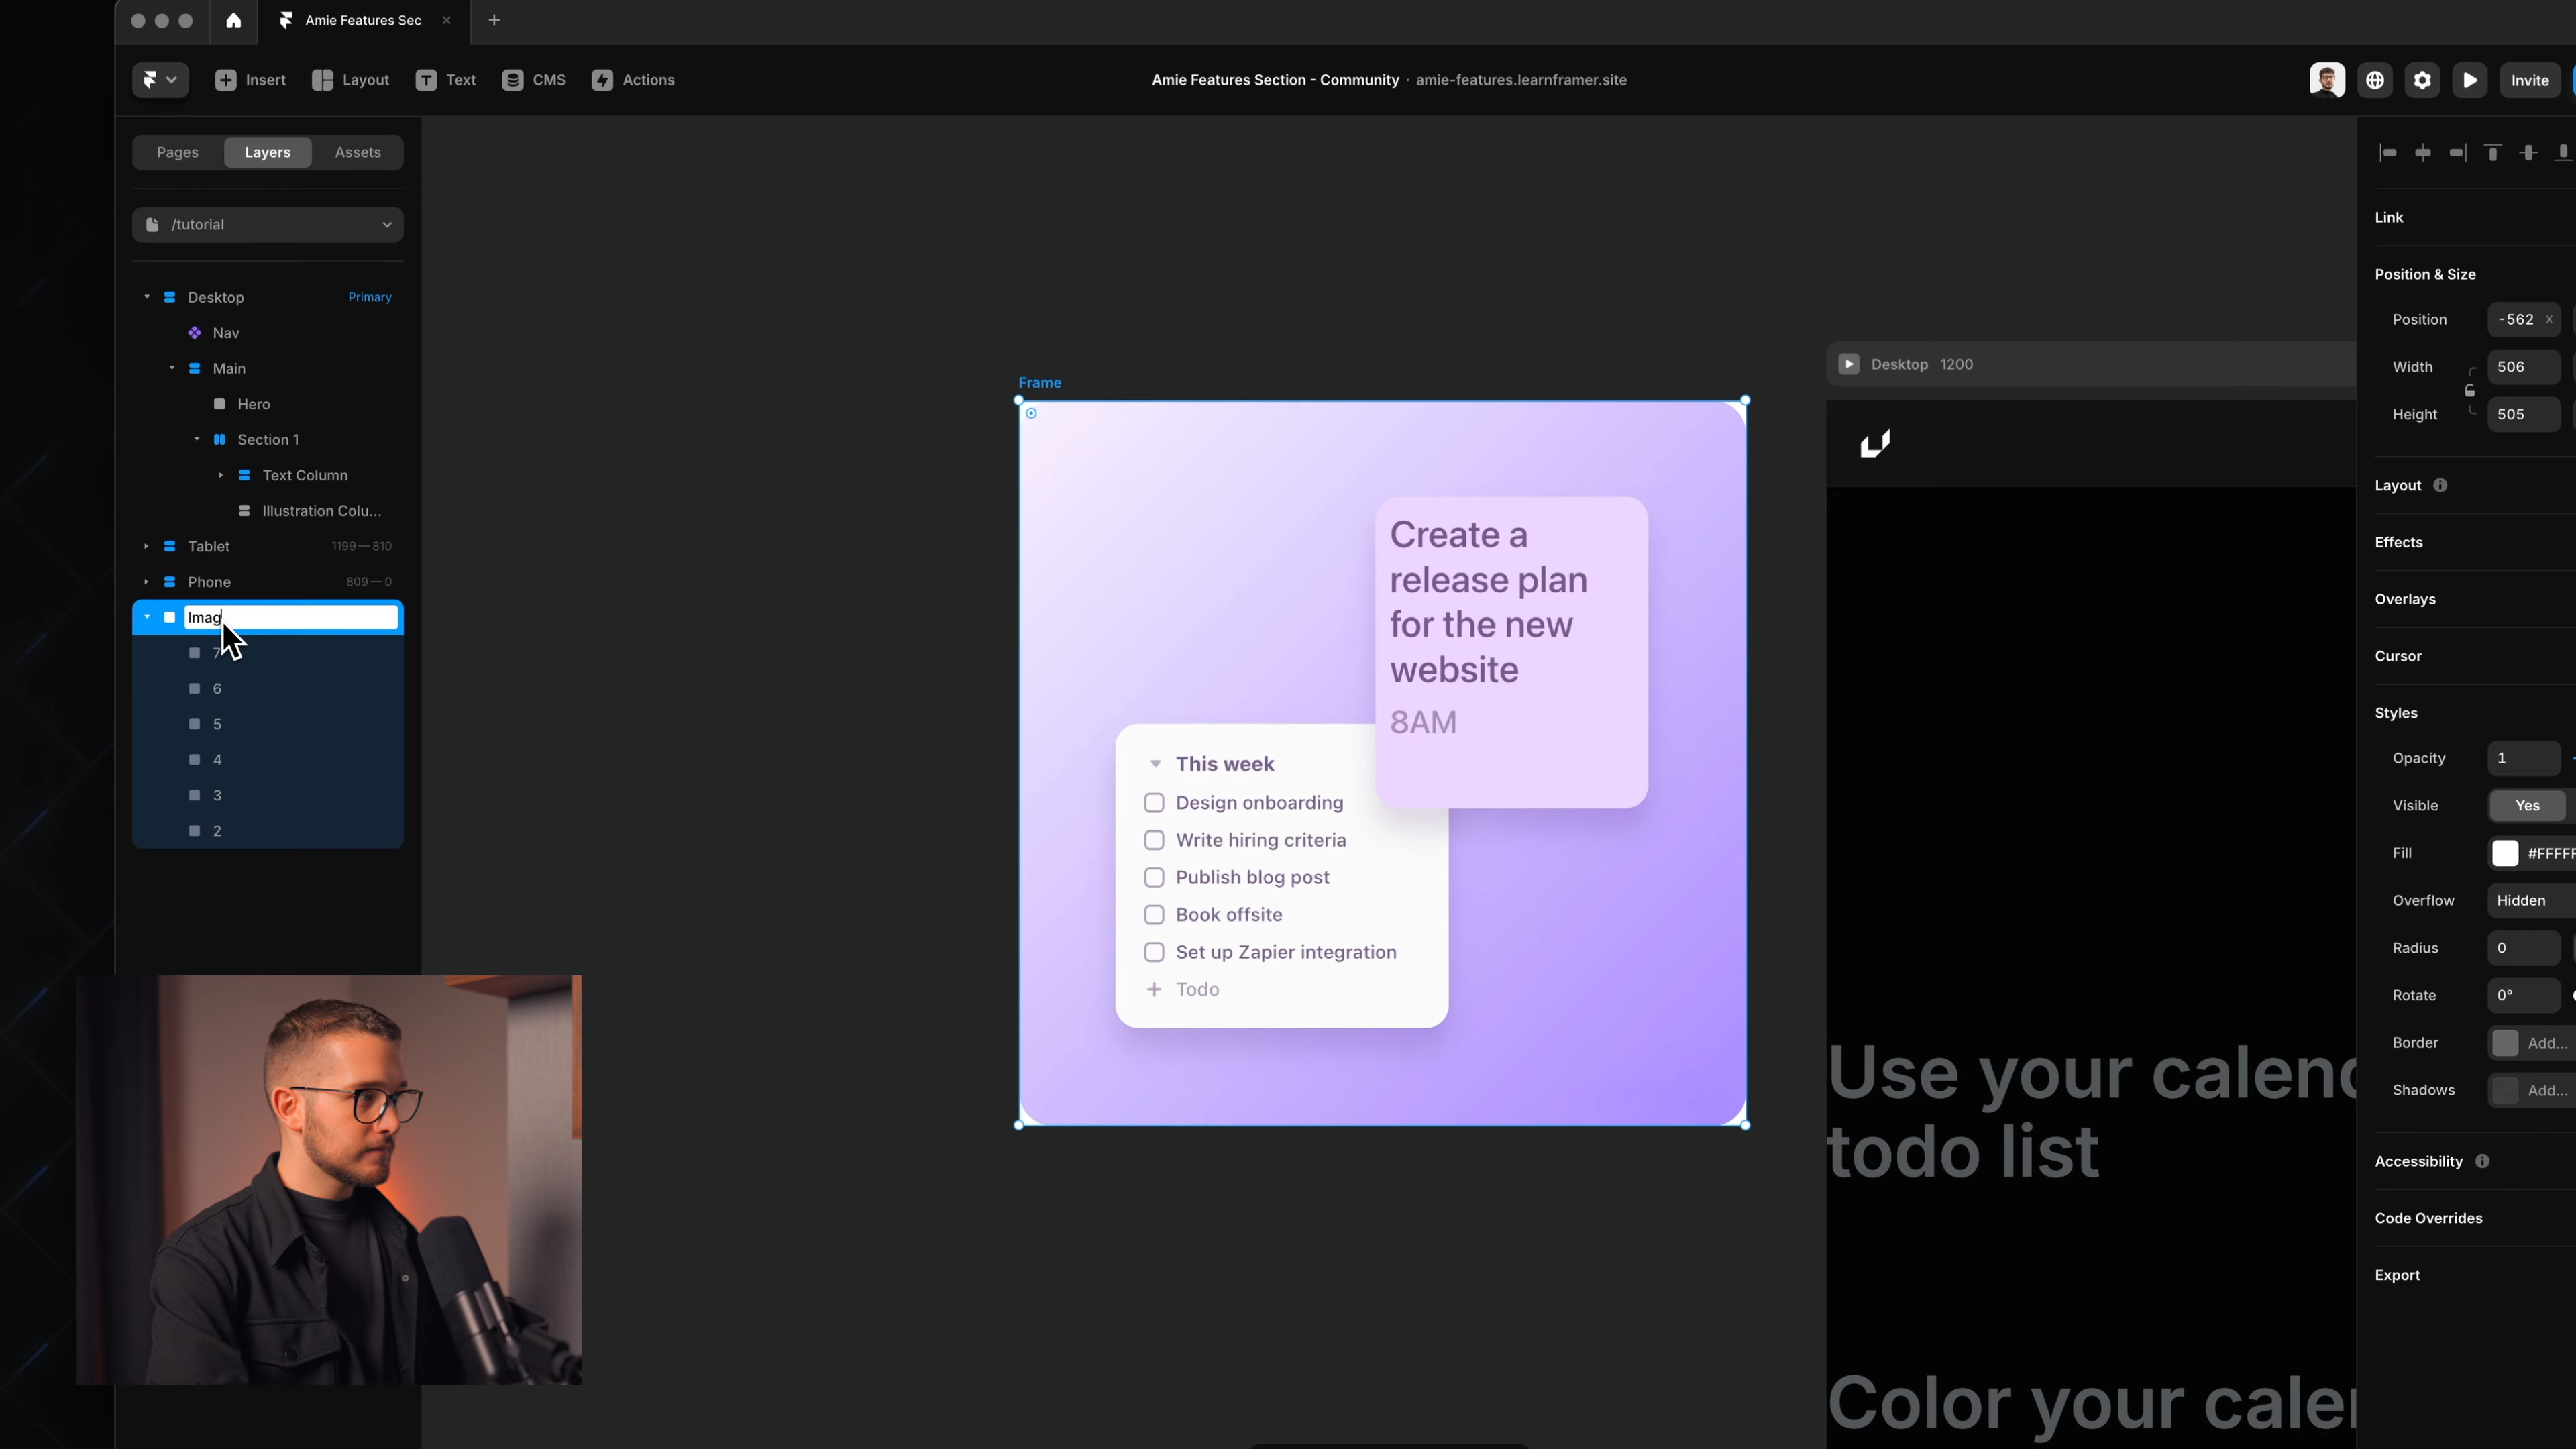 Amie Features Sec
Insert
Layout
Text
CMS
Actions
Amie Features Section - Community · amie-features.learnframer.site
Invite
Pages
Layers
Assets
/tutorial
Desktop
Primary
Nav
Main
Hero
Section 1
Text Column
Illustration Colu...
Tablet
1199—810
Phone
809—0
Imag
7
6
5
4
3
2
Frame
Create a
release plan
for the new
website
8AM
This week
Design onboarding
Write hiring criteria
Publish blog post
Book offsite
Set up Zapier integration
+ Todo
Desktop 1200
Use your calend
todo list
Color your caler
Link
Position & Size
Position
-562 X
Width
506
Height
505
Layout
Effects
Overlays
Cursor
Styles
Opacity
1
Visible
Yes
Fill
#FFFFF
Overflow
Hidden
Radius
0
Rotate
0°
Border
Add...
Shadows
Add...
Accessibility
Code Overrides
Export